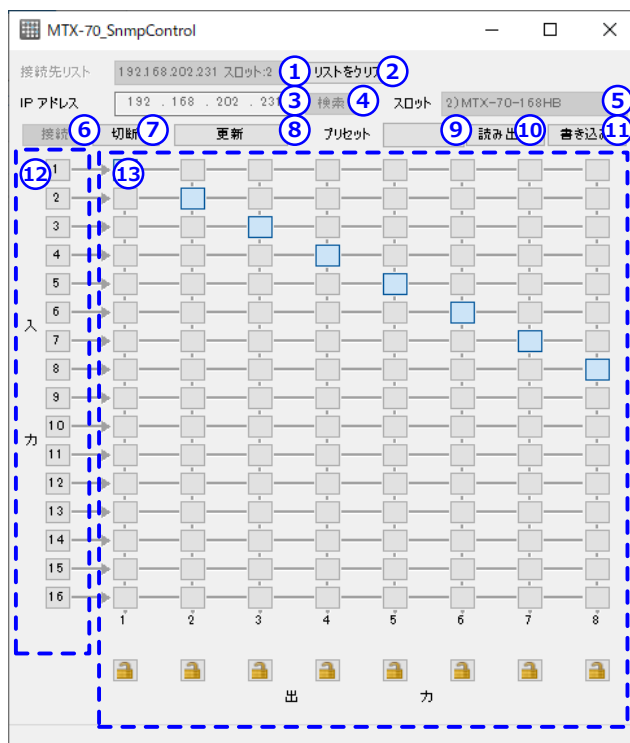 MTX-70_SnmpControl
接続先リスト 192.168.202.231 スロット:2 ① リストをクリア ②
IP アドレス 192 . 168 . 202 . 231 ③ 検索 ④ スロット 2)MTX-70-168HB ⑤
接続 ⑥ 切断 ⑦ 更新 ⑧ プリセット ⑨ 読み出し ⑩ 書き込み ⑪
⑫ 1 ⑬
2
3
4
5
6
入
7
8
9
10
力
11
12
13
14
15
16
1 2 3 4 5 6 7 8
出 力